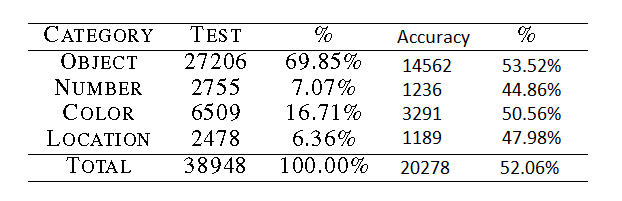 CATEGORY TEST % Accuracy %
OBJECT 27206 69.85% 14562 53.52%
NUMBER 2755 7.07% 1236 44.86%
COLOR 6509 16.71% 3291 50.56%
LOCATION 2478 6.36% 1189 47.98%
TOTAL 38948 100.00% 20278 52.06%